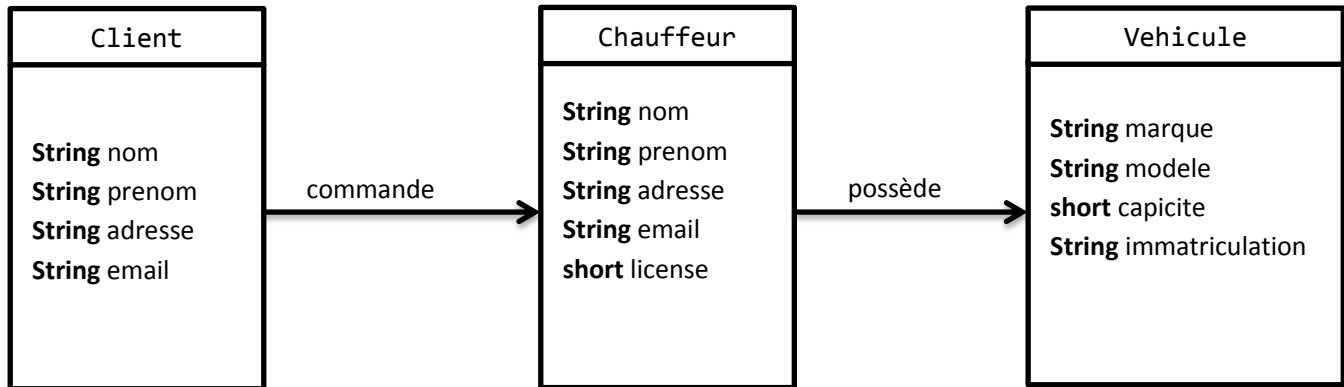 Client
String nom
String prenom
String adresse
String email
commande
Chauffeur
String nom
String prenom
String adresse
String email
short license
possède
Vehicule
String marque
String modele
short capicite
String immatriculation